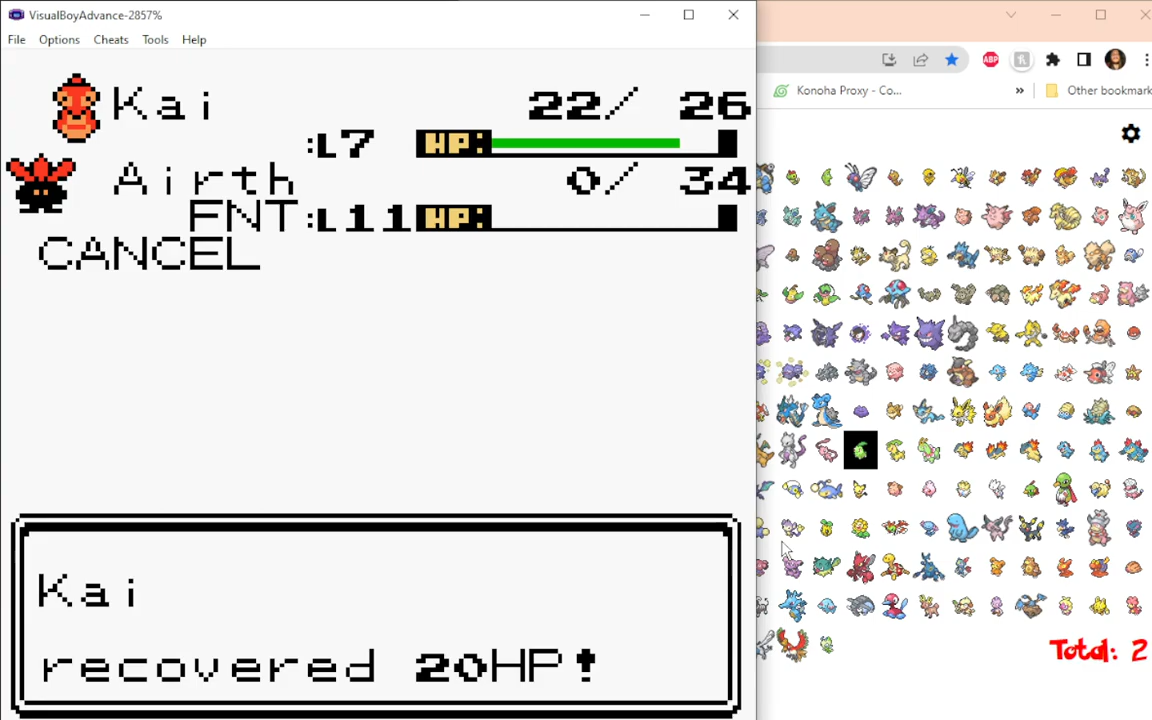 VisualBoyAdvance-2857%
File Options Cheats Tools Help
Kai 22/ 26
:L7 HP:
Airth 0/ 34
FNT :L11 HP:
CANCEL
Kai
recovered 20HP!
ABP
Konoha Proxy - Co... » Other bookmark
Total: 2